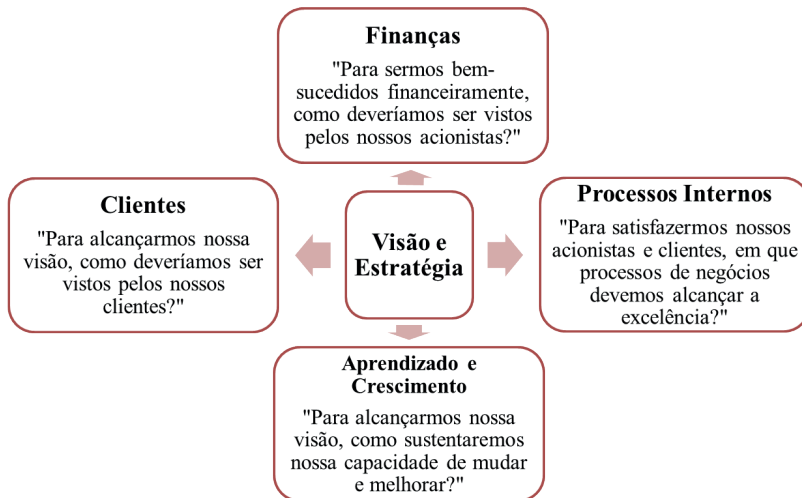 Finanças
"Para sermos bem-
sucedidos financeiramente,
como deveríamos ser vistos
pelos nossos acionistas?"
Clientes
"Para alcançarmos nossa
visão, como deveríamos ser
vistos pelos nossos
clientes?"
Visão e
Estratégia
Processos Internos
"Para satisfazermos nossos
acionistas e clientes, em que
processos de negócios
devemos alcançar a
excelência?"
Aprendizado e
Crescimento
"Para alcançarmos nossa
visão, como sustentaremos
nossa capacidade de mudar
e melhorar?"